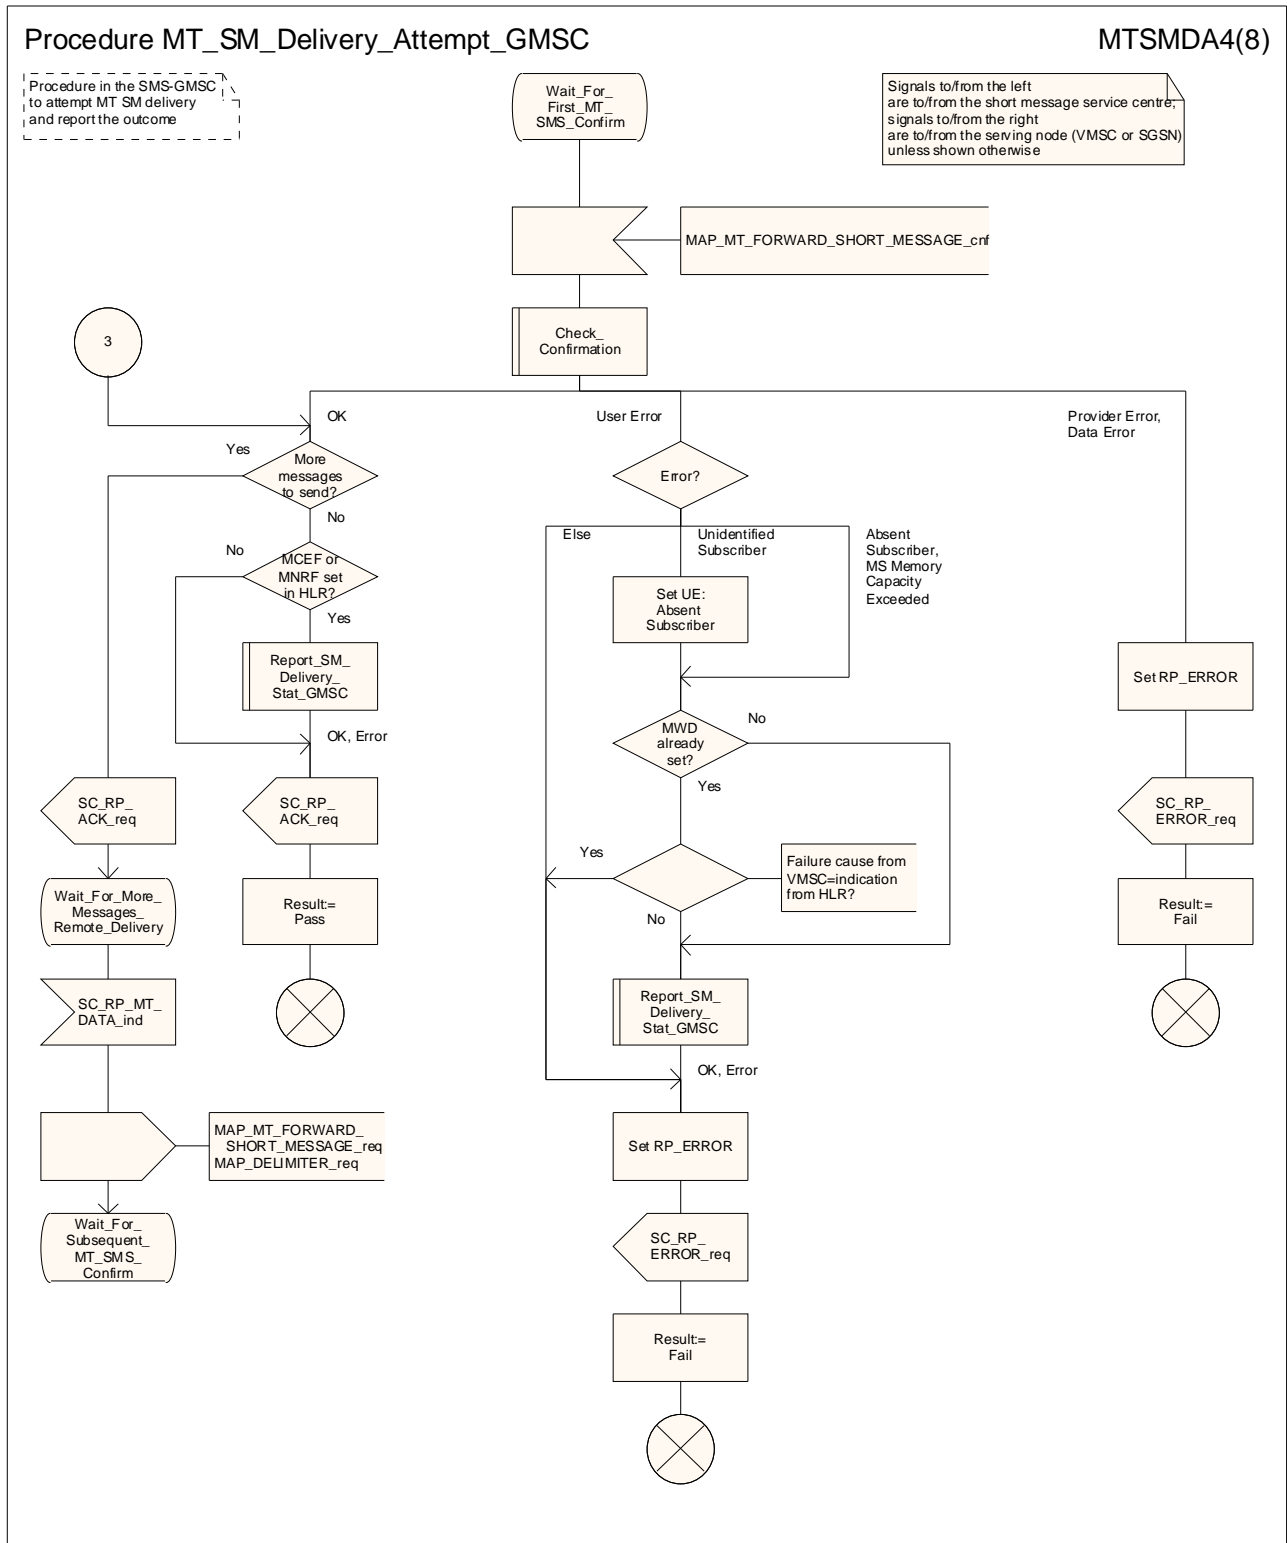 Procedure MT_SM_Delivery_Attempt_GMSC
MTSMDA4(8)
Procedure in the SMS-GMSC
to attempt MT SM delivery
and report the outcome
Wait_For_
First_MT_
SMS_Confirm
Signals to/from the left
are to/from the short message service centre;
signals to/from the right
are to/from the serving node (VMSC or SGSN)
unless shown otherwise
MAP_MT_FORWARD_SHORT_MESSAGE_cnf
Check_
Confirmation
3
OK
User Error
Provider Error,
Data Error
Yes
More
messages
to send?
No
Error?
Else
Unidentified
Subscriber
Absent
Subscriber,
MS Memory
Capacity
Exceeded
No
MCEF or
MNRF set
in HLR?
Yes
Set UE:
Absent
Subscriber
Report_SM_
Delivery_
Stat_GMSC
Set RP_ERROR
OK, Error
MWD
already
set?
No
Yes
SC_RP_
ACK_req
SC_RP_
ACK_req
SC_RP_
ERROR_req
Yes
Failure cause from
VMSC=indication
from HLR?
No
Wait_For_More_
Messages_
Remote_Delivery
Result:=
Pass
Result:=
Fail
SC_RP_MT_
DATA_ind
Report_SM_
Delivery_
Stat_GMSC
OK, Error
MAP_MT_FORWARD_
SHORT_MESSAGE_req
MAP_DELIMITER_req
Set RP_ERROR
Wait_For_
Subsequent_
MT_SMS_
Confirm
SC_RP_
ERROR_req
Result:=
Fail